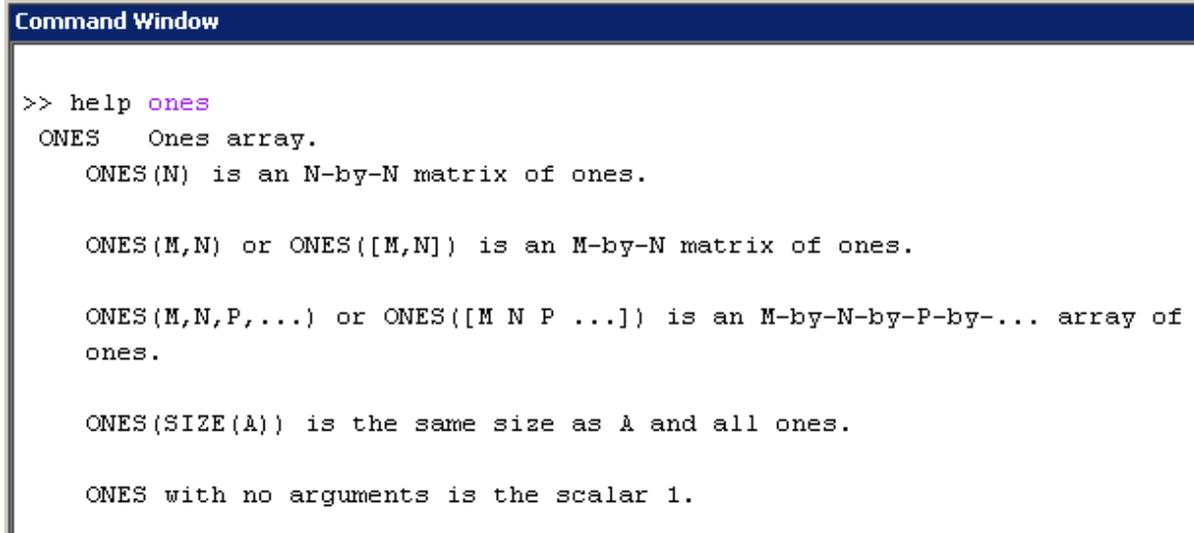 Command Window
>> help ones
ONES Ones array.
ONES(N) is an N-by-N matrix of ones.
ONES(M,N) or ONES([M,N]) is an M-by-N matrix of ones.
ONES(M,N,P,...) or ONES([M N P ...]) is an M-by-N-by-P-by-... array of
ones.
ONES(SIZE(A)) is the same size as A and all ones.
ONES with no arguments is the scalar 1.